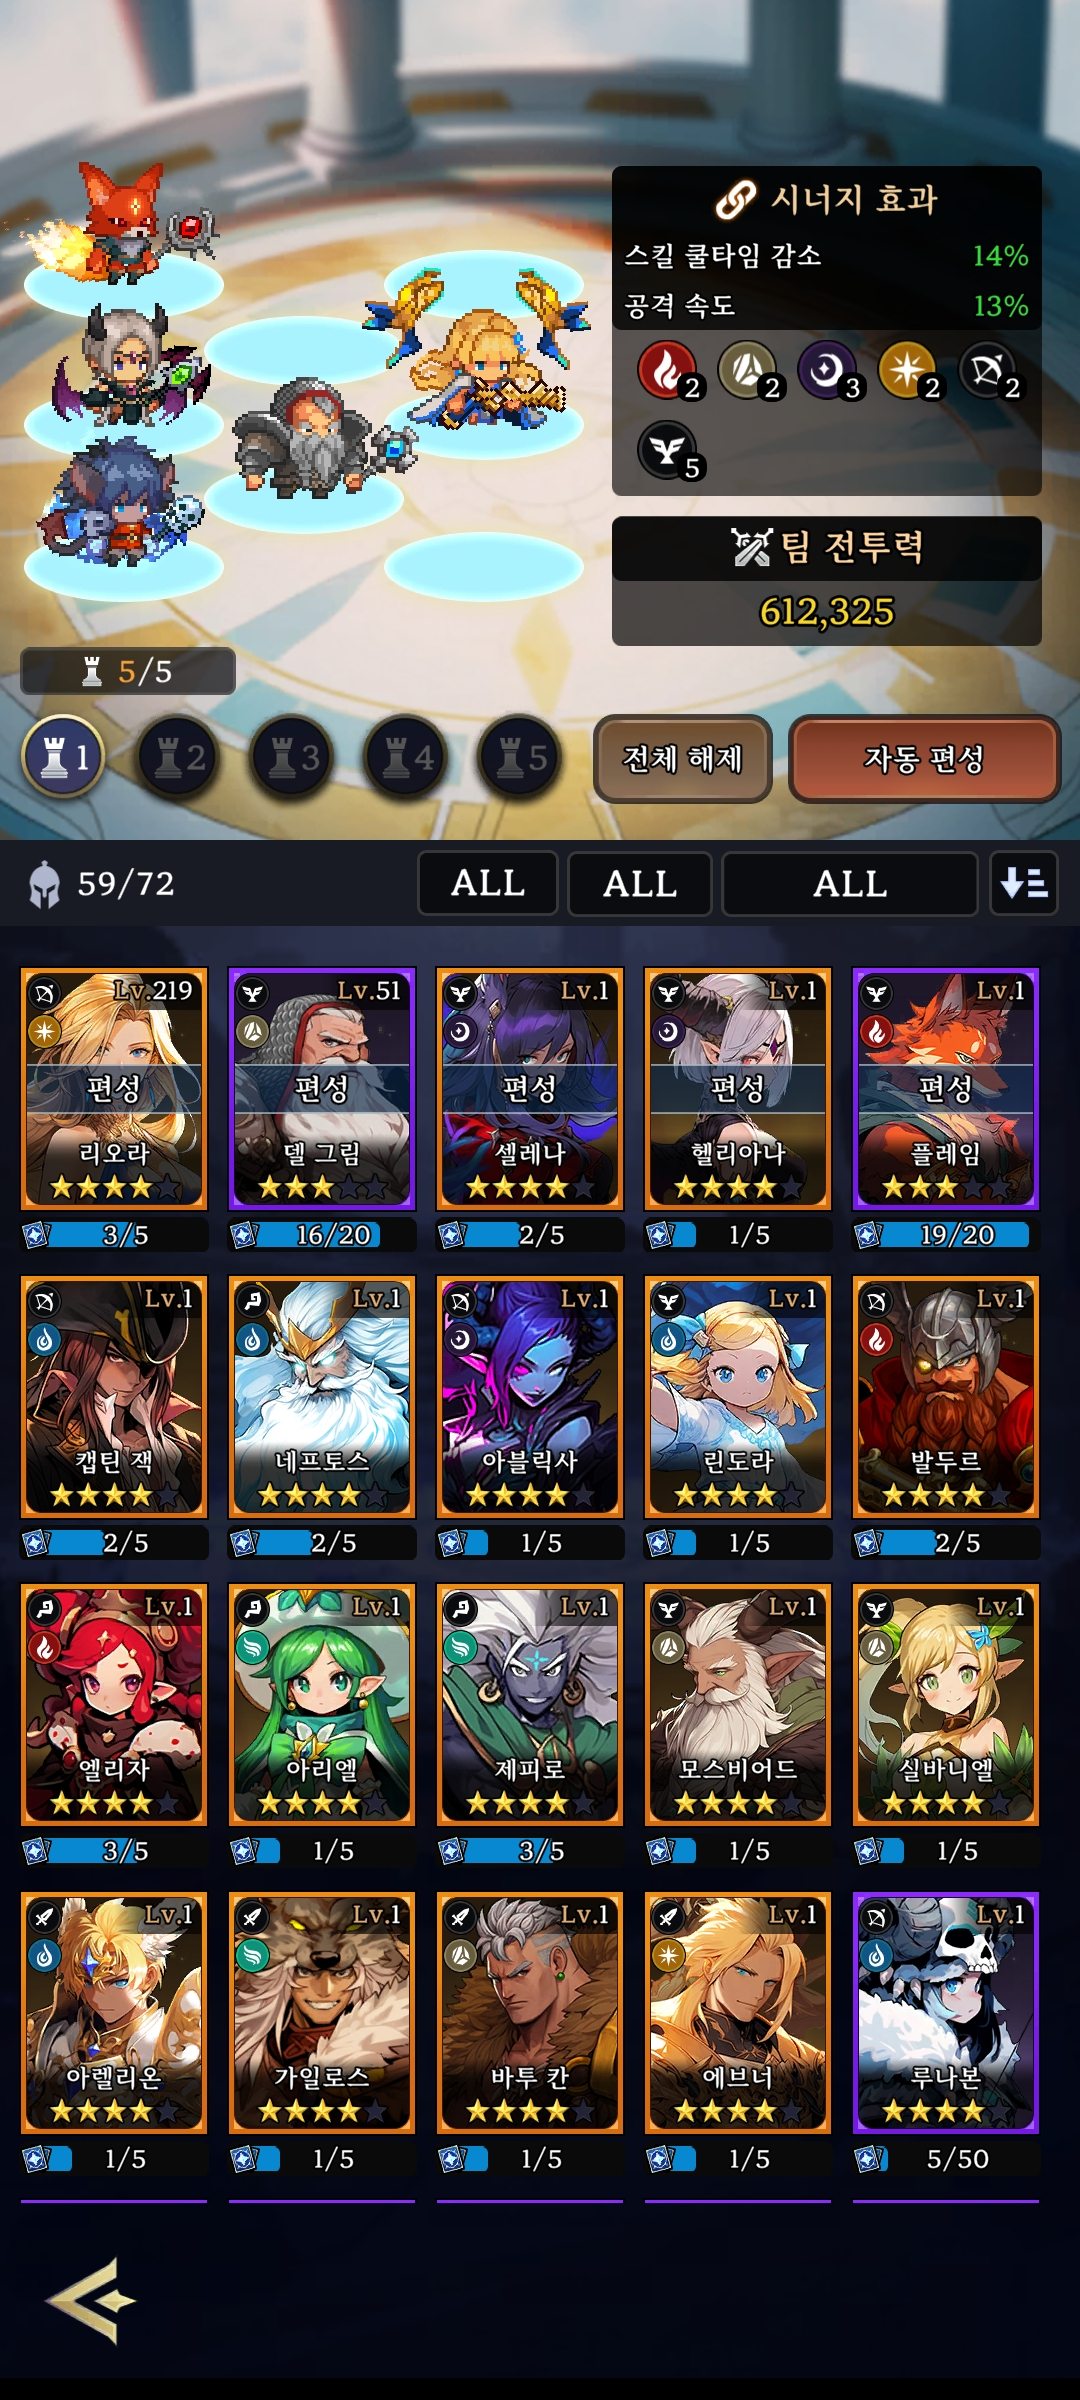 시너지 효과
스킬 쿨타임 감소 14%
공격 속도 13%
2 2 3 2 2
5
팀 전투력
612,325
5/5
1 2 3 4 5 전체 해제 자동 편성
59/72 ALL ALL ALL
Lv.219 Lv.51 Lv.1 Lv.1 Lv.1
편성 편성 편성 편성 편성
리오라 델 그림 셀레나 헬리아나 플레임
3/5 16/20 2/5 1/5 19/20
Lv.1 Lv.1 Lv.1 Lv.1 Lv.1
캡틴 잭 네프토스 아블릭사 린도라 발두르
2/5 2/5 1/5 1/5 2/5
Lv.1 Lv.1 Lv.1 Lv.1 Lv.1
엘리자 아리엘 제피로 모스비어드 실바니엘
3/5 1/5 3/5 1/5 1/5
Lv.1 Lv.1 Lv.1 Lv.1 Lv.1
아렐리온 가일로스 바투 칸 에브너 루나본
1/5 1/5 1/5 1/5 5/50